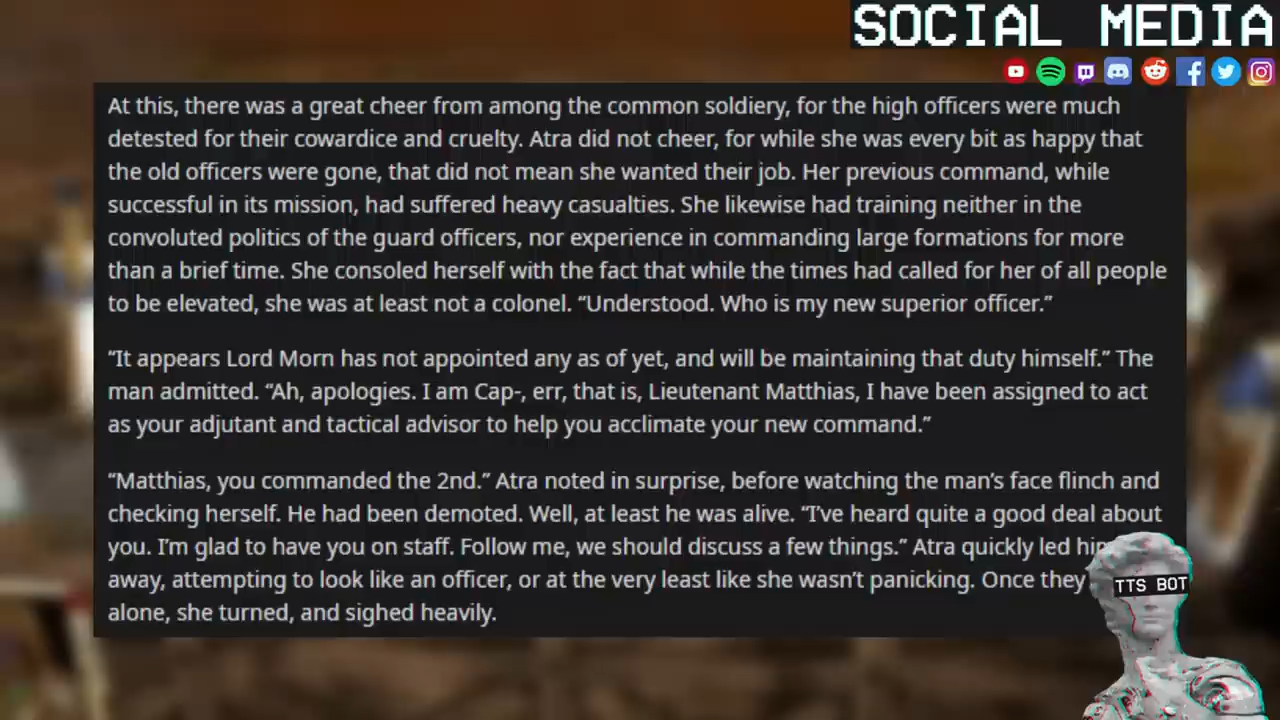 SOCIAL MEDIA
At this, there was a great cheer from among the common soldiery, for the high officers were much
detested for their cowardice and cruelty. Atra did not cheer, for while she was every bit as happy that
the old officers were gone, that did not mean she wanted their job. Her previous command, while
successful in its mission, had suffered heavy casualties. She likewise had training neither in the
convoluted politics of the guard officers, nor experience in commanding large formations for more
than a brief time. She consoled herself with the fact that while the times had called for her of all people
to be elevated, she was at least not a colonel. “Understood. Who is my new superior officer.”
“It appears Lord Morn has not appointed any as of yet, and will be maintaining that duty himself.” The
man admitted. “Ah, apologies. I am Cap-, err, that is, Lieutenant Matthias, I have been assigned to act
as your adjutant and tactical advisor to help you acclimate your new command.”
“Matthias, you commanded the 2nd.” Atra noted in surprise, before watching the man’s face flinch and
checking herself. He had been demoted. Well, at least he was alive. “I’ve heard quite a good deal about
you. I’m glad to have you on staff. Follow me, we should discuss a few things.” Atra quickly led
away, attempting to look like an officer, or at the very least like she wasn’t panicking. Once they
alone, she turned, and sighed heavily.
TTS BOT